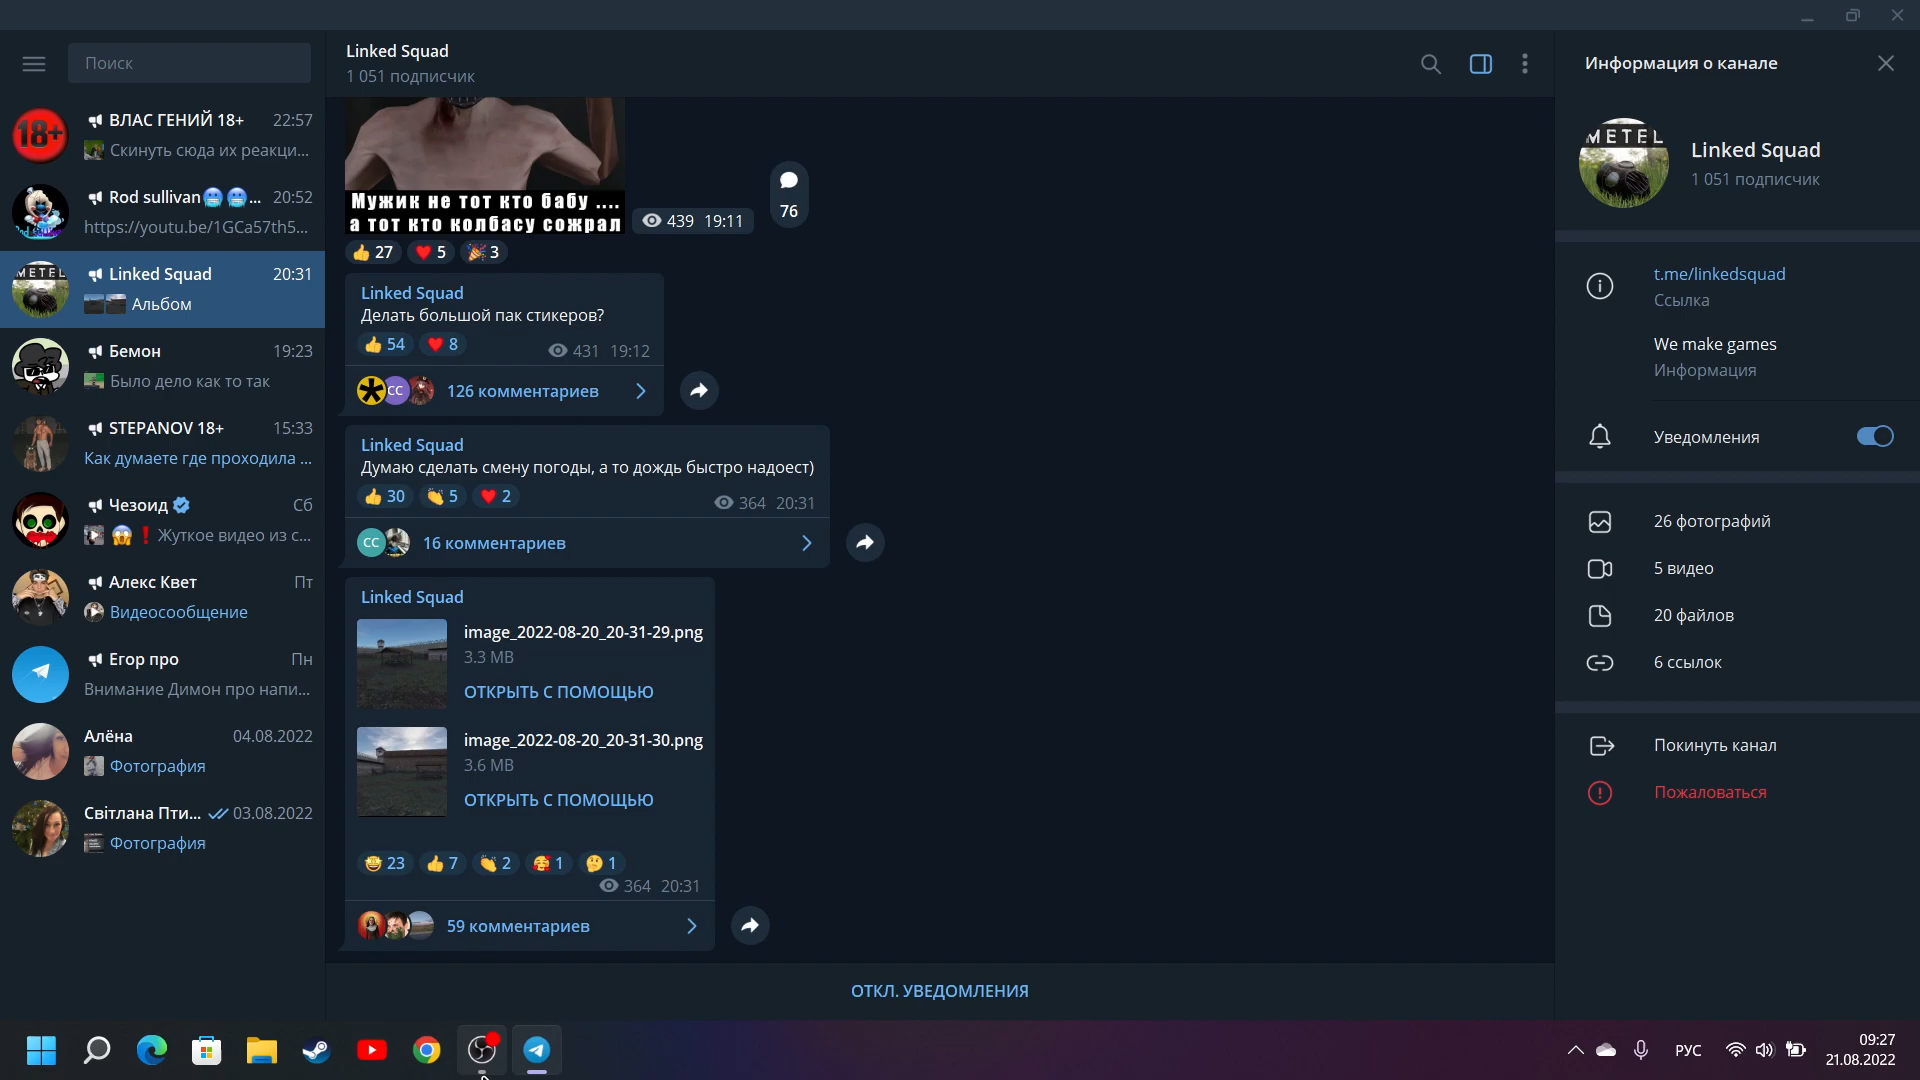 Поиск
18+
ВЛАС ГЕНИЙ 18+ 22:57
Скинуть сюда их реакци...
Rod sullivan🥶🥶... 20:52
https://youtu.be/1GCa57th5...
METEL
Linked Squad 20:31
Альбом
Бемон 19:23
Было дело как то так
STEPANOV 18+ 15:33
Как думаете где проходила ...
Чезоид Сб
😱❗Жуткое видео из с...
Алекс Квет Пт
Видеосообщение
Егор про Пн
Внимание Димон про напи...
Алёна 04.08.2022
Фотография
Світлана Пти... 03.08.2022
Фотография
Linked Squad
1 051 подписчик
Мужик не тот кто бабу ....
а тот кто колбасу сожрал
439 19:11
76
👍 27 ❤ 5 🎉 3
Linked Squad
Делать большой пак стикеров?
👍 54 ❤ 8 431 19:12
СС 126 комментариев
Linked Squad
Думаю сделать смену погоды, а то дождь быстро надоест)
👍 30 👏 5 ❤ 2 364 20:31
СС 16 комментариев
Linked Squad
image_2022-08-20_20-31-29.png
3.3 MB
ОТКРЫТЬ С ПОМОЩЬЮ
image_2022-08-20_20-31-30.png
3.6 MB
ОТКРЫТЬ С ПОМОЩЬЮ
🤩 23 👍 7 👏 2 🥰 1 🤔 1
364 20:31
59 комментариев
ОТКЛ. УВЕДОМЛЕНИЯ
Информация о канале
METEL
Linked Squad
1 051 подписчик
t.me/linkedsquad
Ссылка
We make games
Информация
Уведомления
26 фотографий
5 видео
20 файлов
6 ссылок
Покинуть канал
Пожаловаться
РУС
09:27
21.08.2022